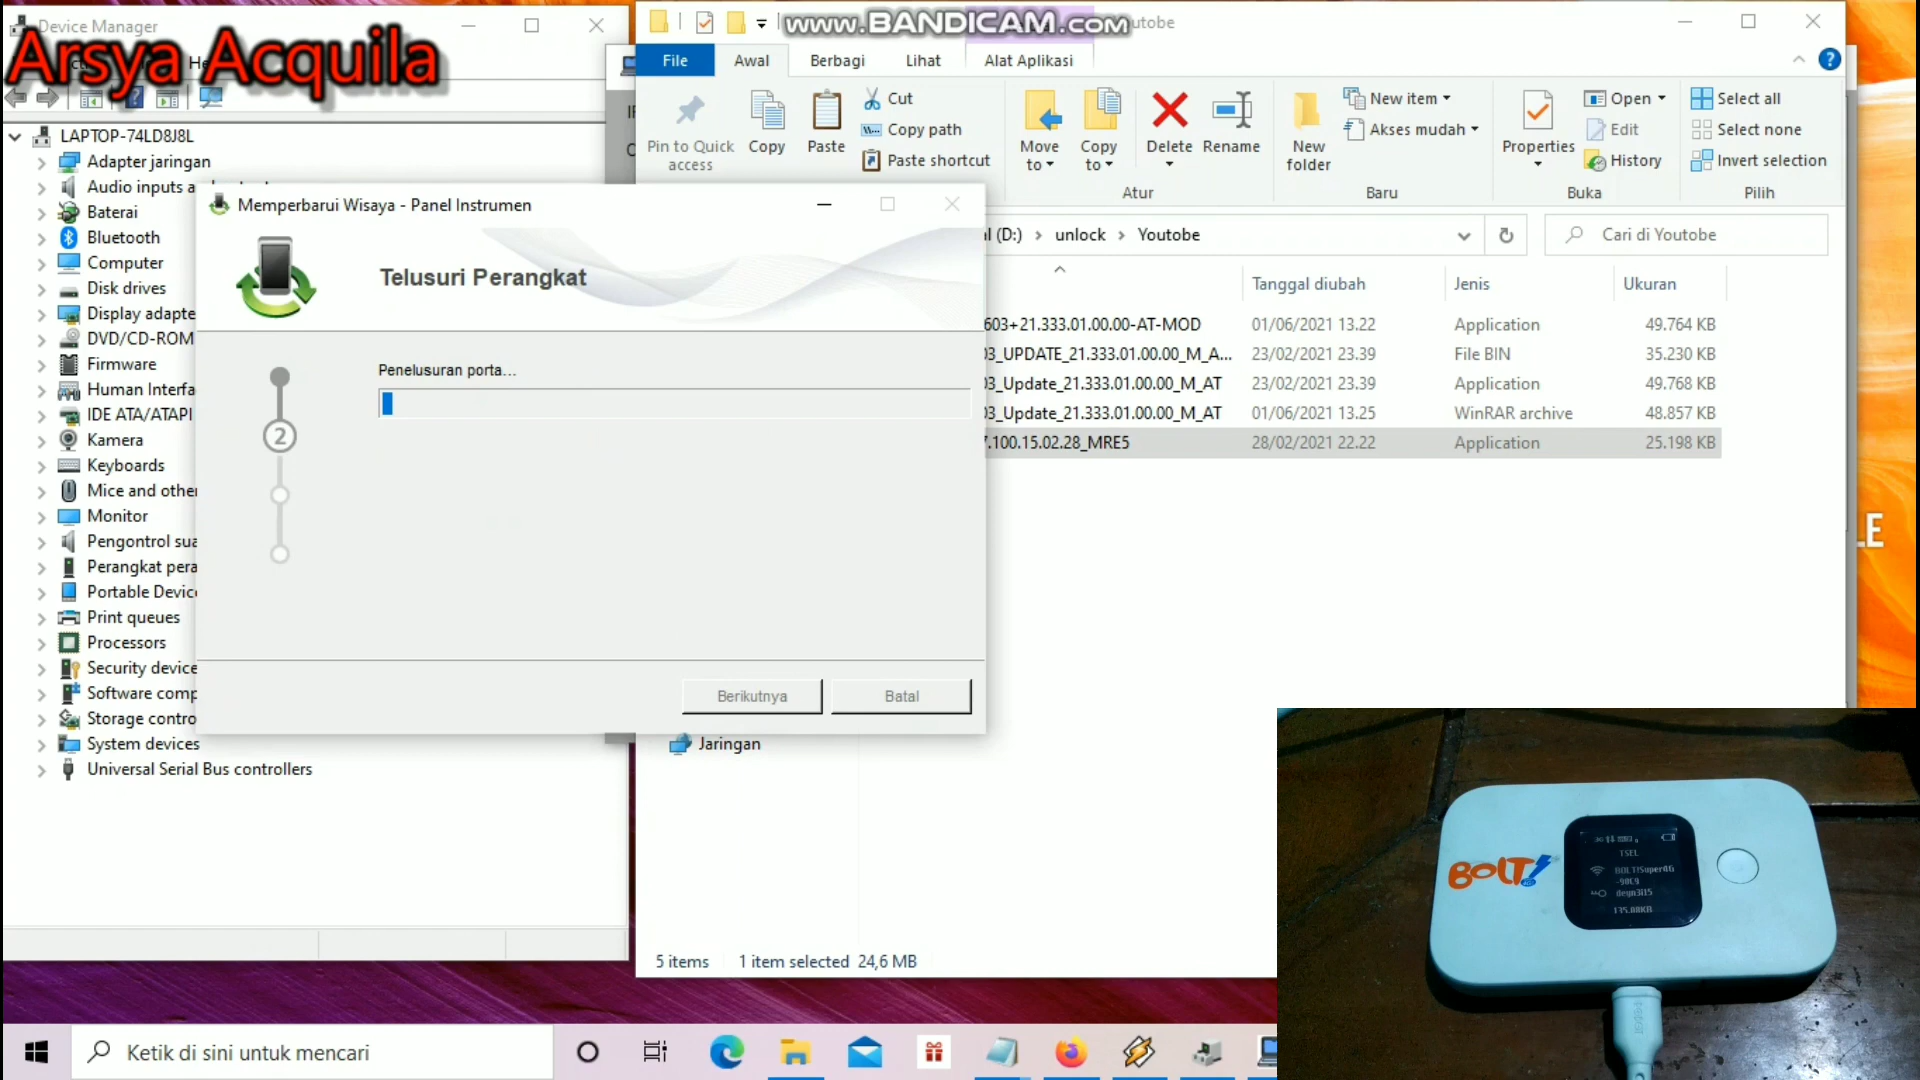 Device Manager
Arsya Acquila
www.BANDICAM.com
File
Awal
Berbagi
Lihat
Alat Aplikasi
Pin to Quick access
Copy
Paste
Cut
Copy path
Paste shortcut
Move to
Copy to
Delete
Rename
New folder
New item
Akses mudah
Properties
Open
Edit
History
Select all
Select none
Invert selection
Atur
Baru
Buka
Pilih
(D:) › unlock › Youtobe
Cari di Youtobe
Tanggal diubah
Jenis
Ukuran
603+21.333.01.00.00-AT-MOD 01/06/2021 13.22 Application 49.764 KB
03_UPDATE_21.333.01.00.00_M_A... 23/02/2021 23.39 File BIN 35.230 KB
03_Update_21.333.01.00.00_M_AT 23/02/2021 23.39 Application 49.768 KB
03_Update_21.333.01.00.00_M_AT 01/06/2021 13.25 WinRAR archive 48.857 KB
.100.15.02.28_MRE5 28/02/2021 22.22 Application 25.198 KB
Jaringan
5 items 1 item selected 24,6 MB
LAPTOP-74LD8J8L
Adapter jaringan
Audio inputs a
Baterai
Bluetooth
Computer
Disk drives
Display adapte
DVD/CD-ROM
Firmware
Human Interfa
IDE ATA/ATAPI
Kamera
Keyboards
Mice and othe
Monitor
Pengontrol sua
Perangkat pera
Portable Devic
Print queues
Processors
Security device
Software comp
Storage contro
System devices
Universal Serial Bus controllers
Memperbarui Wisaya - Panel Instrumen
Telusuri Perangkat
Penelusuran porta...
2
Berikutnya
Batal
Ketik di sini untuk mencari
BOLT!
TSEL
BOLT!Super4G